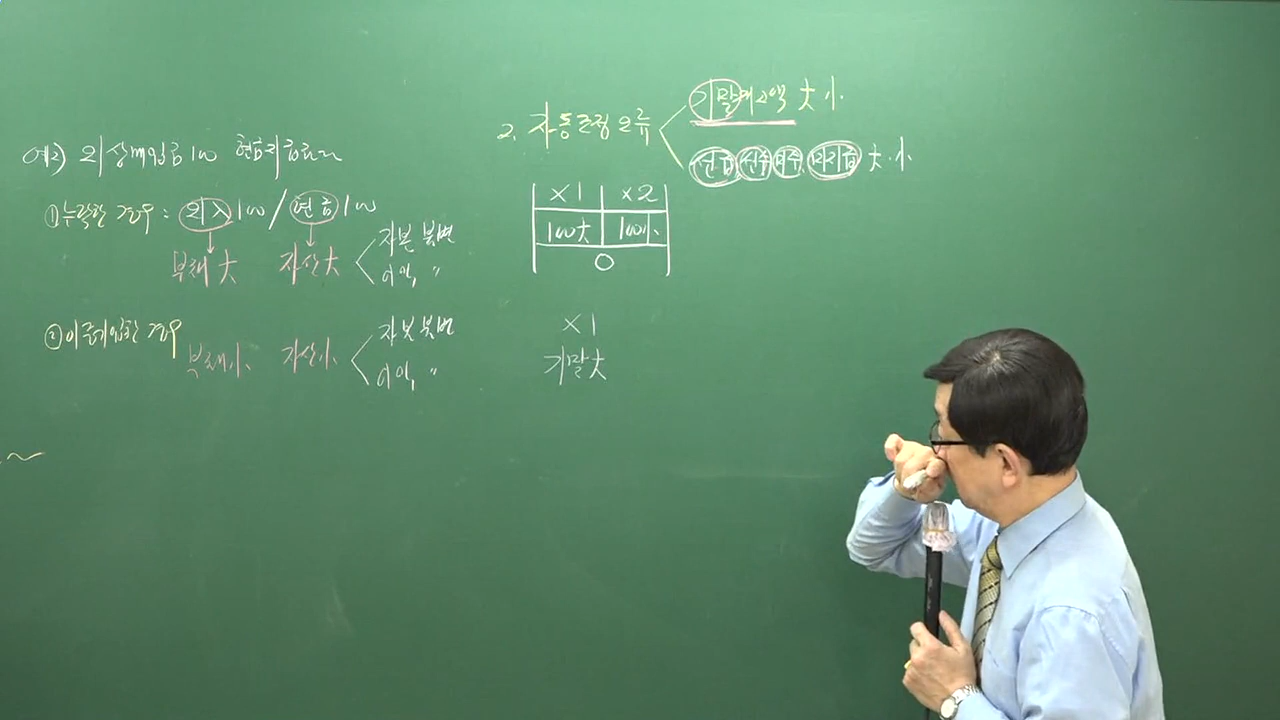 예2) 외상매입금 100 현금지급
① 누락한 경우 : 외入 100 / 현금 100
부채 大 자산 大 < 자본 불변
이익 〃
② 이중기입한 경우
부채 小 자산 小 < 자본 불변
이익 〃
2. 자동조정 오류 < 기말재고액 大 小
선급 선수 미수 미지급 大 小
×1 ×2
100大 100小
0
×1
기말大